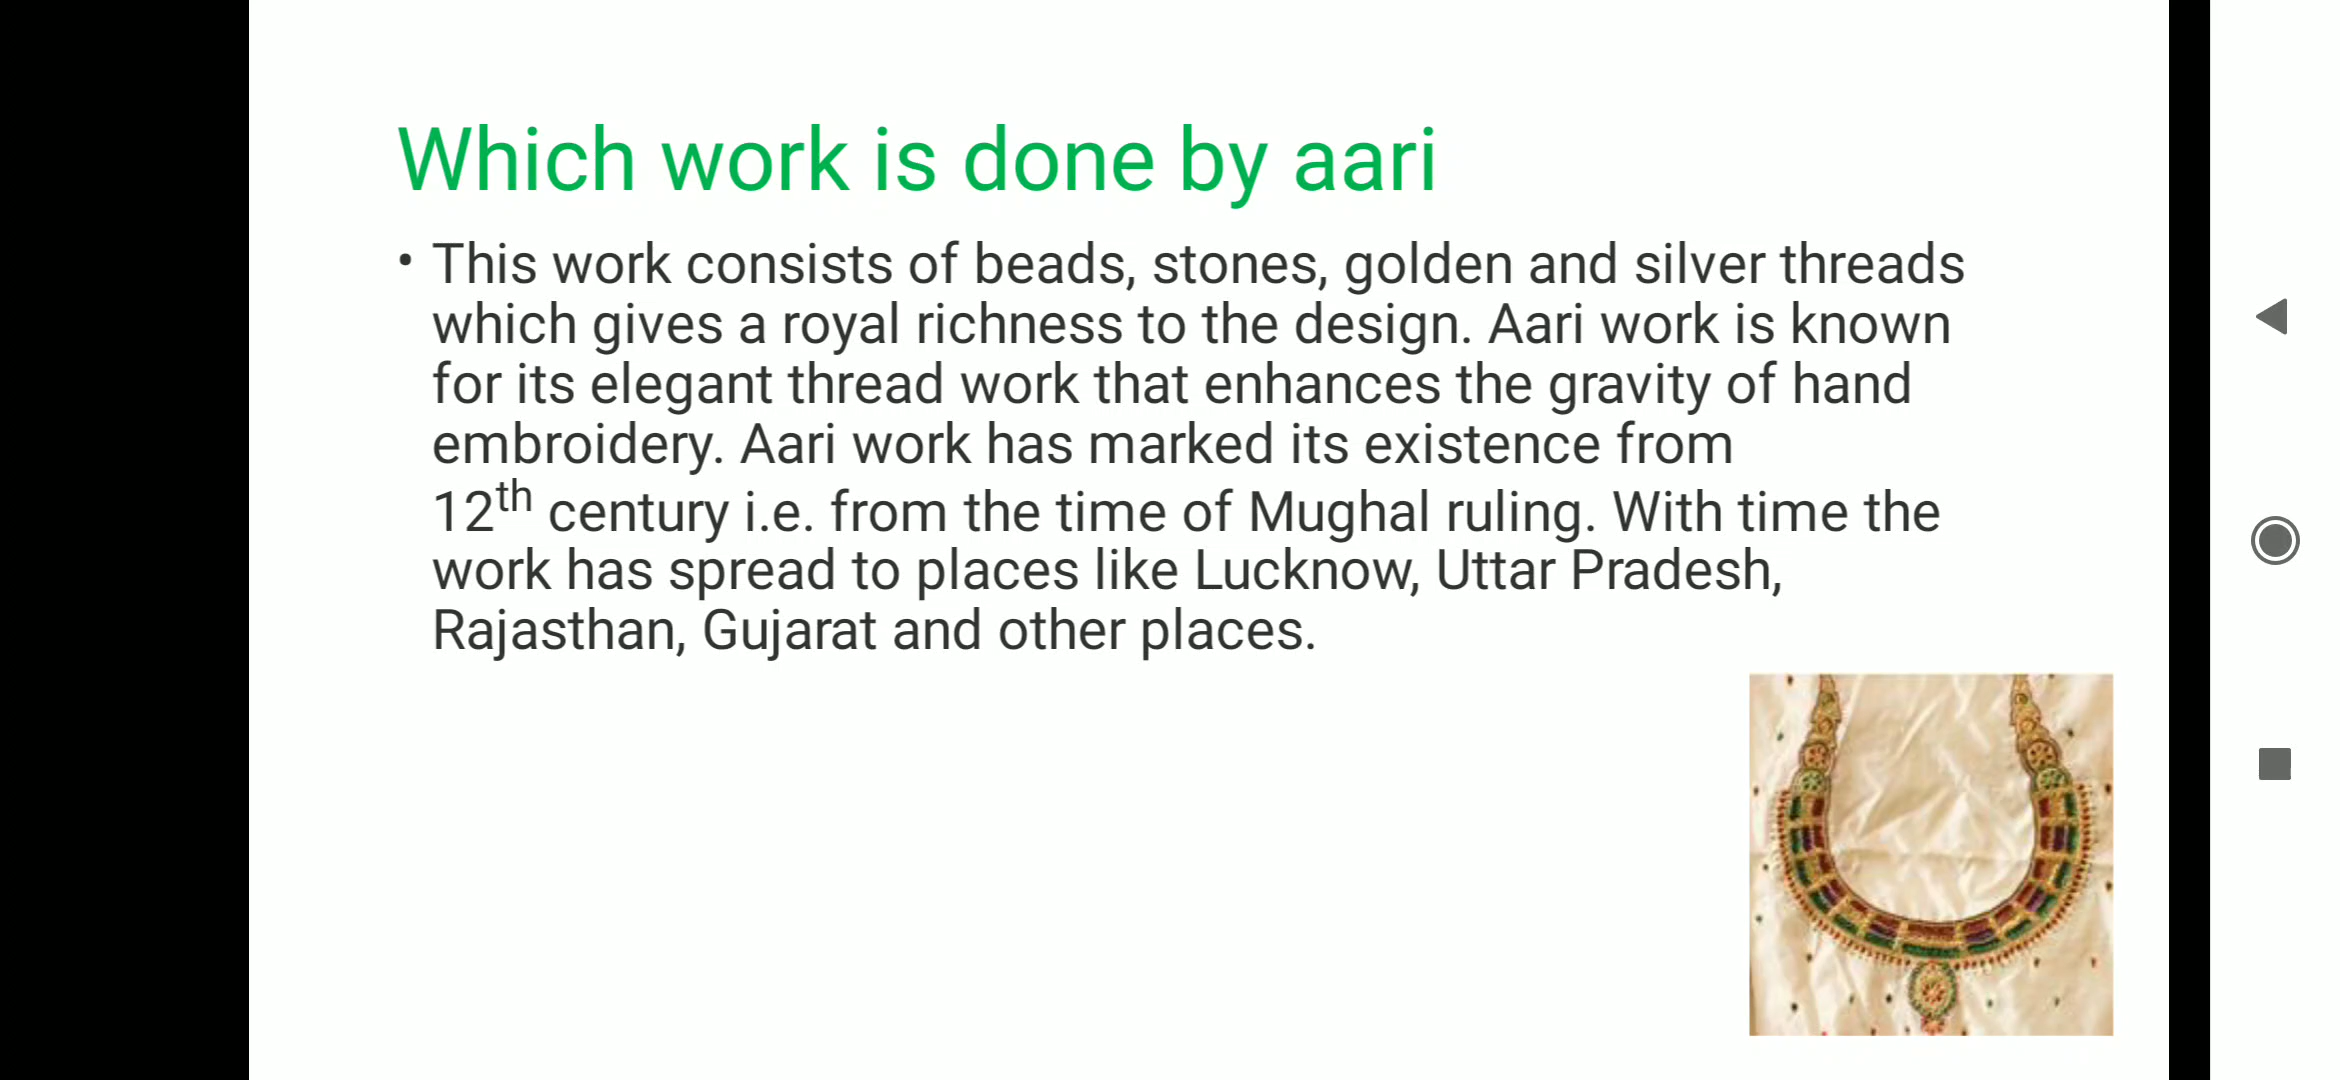 Which work is done by aari
• This work consists of beads, stones, golden and silver threads
which gives a royal richness to the design. Aari work is known
for its elegant thread work that enhances the gravity of hand
embroidery. Aari work has marked its existence from
12th century i.e. from the time of Mughal ruling. With time the
work has spread to places like Lucknow, Uttar Pradesh,
Rajasthan, Gujarat and other places.